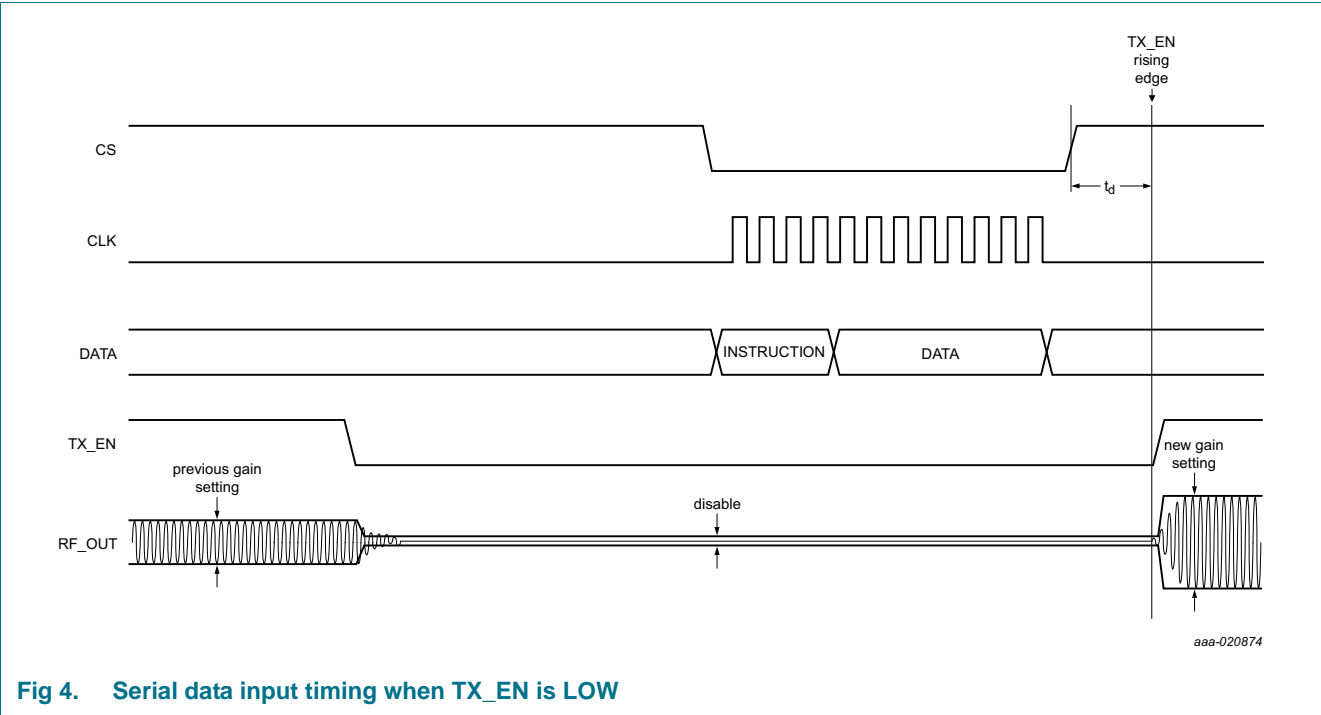 TX_EN
rising
edge
CS
t_d
CLK
DATA
INSTRUCTION
DATA
TX_EN
previous gain
setting
new gain
setting
disable
RF_OUT
aaa-020874
Fig 4. Serial data input timing when TX_EN is LOW